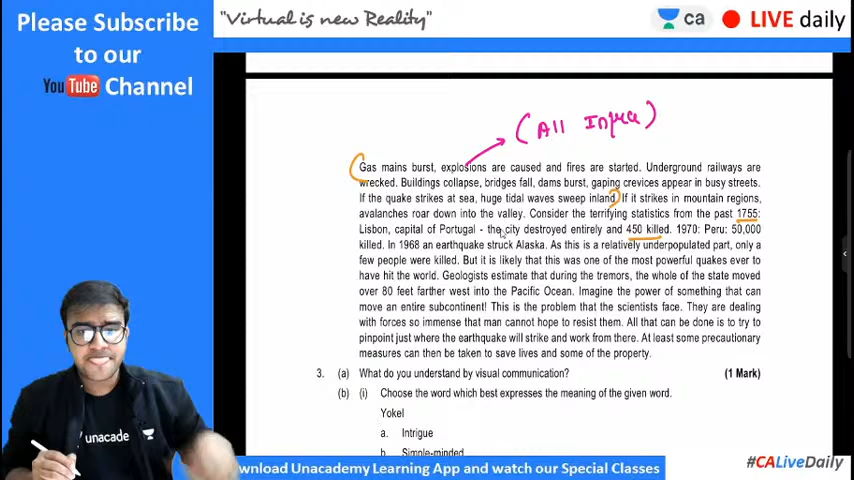 Please Subscribe
to our
YouTube Channel
"Virtual is new Reality"
ca
LIVE daily
(All Infra)
Gas mains burst, explosions are caused and fires are started. Underground railways are
wrecked. Buildings collapse, bridges fall, dams burst, gaping crevices appear in busy streets.
If the quake strikes at sea, huge tidal waves sweep inland. If it strikes in mountain regions,
avalanches roar down into the valley. Consider the terrifying statistics from the past 1755:
Lisbon, capital of Portugal - the city destroyed entirely and 450 killed. 1970: Peru: 50,000
killed. In 1968 an earthquake struck Alaska. As this is a relatively underpopulated part, only a
few people were killed. But it is likely that this was one of the most powerful quakes ever to
have hit the world. Geologists estimate that during the tremors, the whole of the state moved
over 80 feet farther west into the Pacific Ocean. Imagine the power of something that can
move an entire subcontinent! This is the problem that the scientists face. They are dealing
with forces so immense that man cannot hope to resist them. All that can be done is to try to
pinpoint just where the earthquake will strike and work from there. At least some precautionary
measures can then be taken to save lives and some of the property.
3. (a) What do you understand by visual communication? (1 Mark)
(b) (i) Choose the word which best expresses the meaning of the given word.
Yokel
a. Intrigue
b. Simple-minded
unacade
ownload Unacademy Learning App and watch our Special Classes
#CALiveDaily